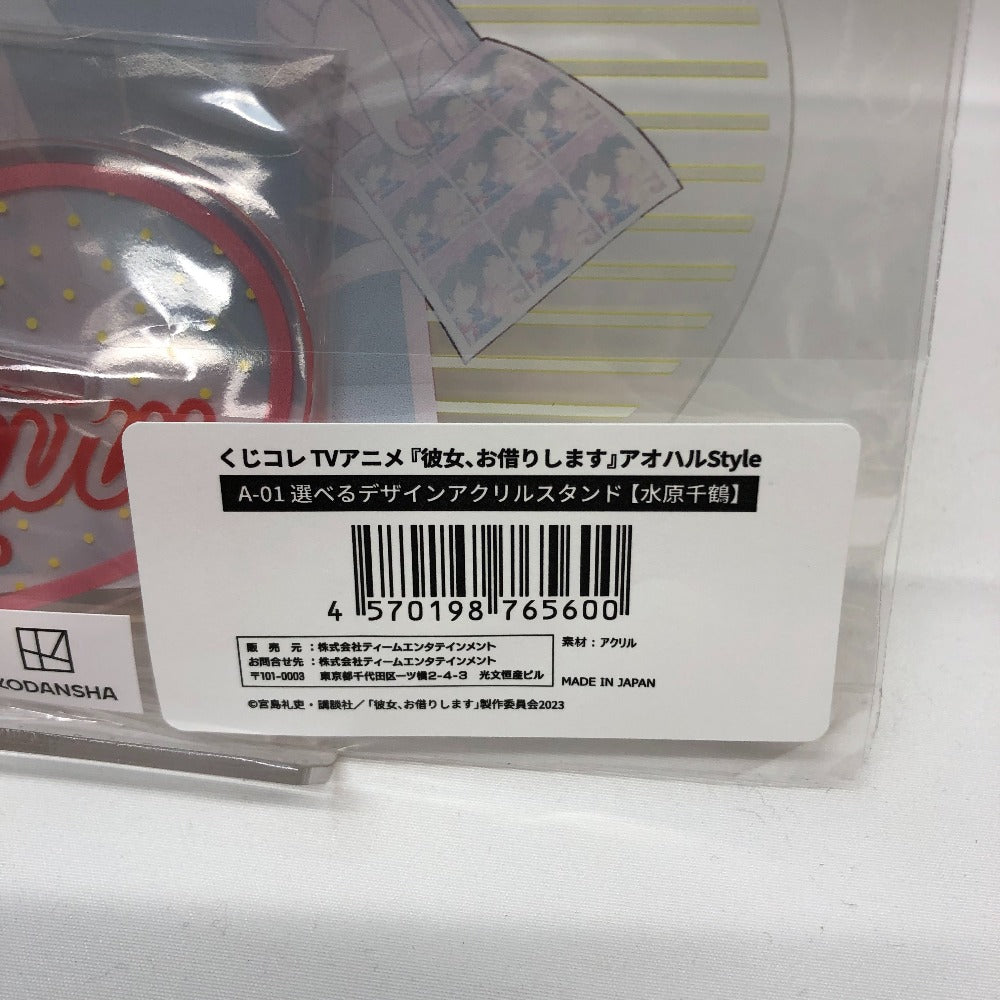 くじコレ TVアニメ『彼女、お借りします』アオハルStyle
A-01 選べるデザインアクリルスタンド【水原千鶴】
4 570198 765600
販売元：株式会社ティームエンタテインメント
お問合せ先：株式会社ティームエンタテインメント
〒101-0003 東京都千代田区一ツ橋2-4-3 光文恒産ビル
素材：アクリル
MADE IN JAPAN
©宮島礼吏・講談社／「彼女、お借りします」製作委員会2023
KODANSHA